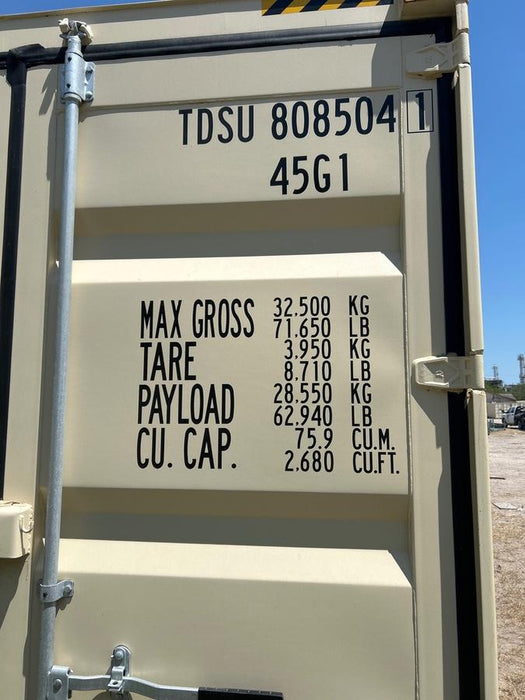 TDSU 808504 1
45G1
MAX GROSS 32,500 KG
71,650 LB
TARE 3,950 KG
8,710 LB
PAYLOAD 28,550 KG
62,940 LB
CU. CAP. 75.9 CU.M.
2,680 CU.FT.